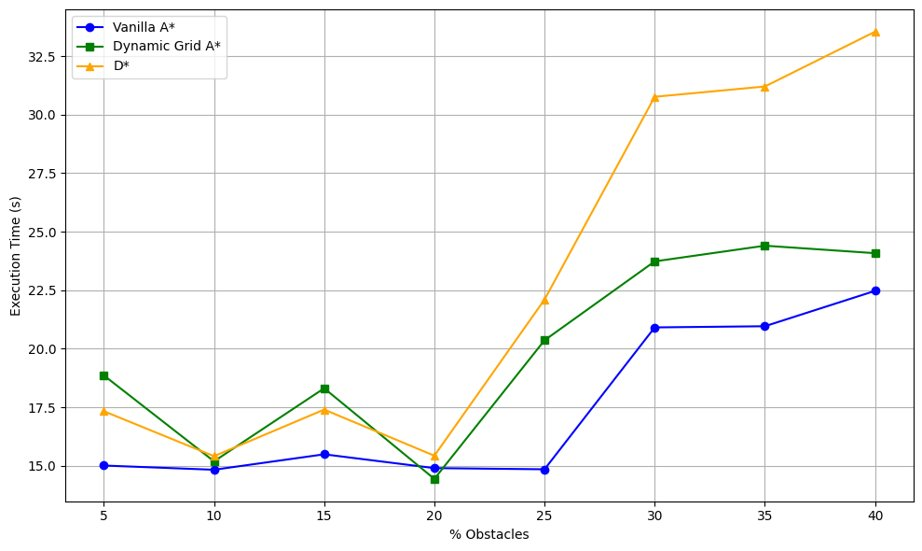 Vanilla A*
Dynamic Grid A*
D*
Execution Time (s)
32.5
30.0
27.5
25.0
22.5
20.0
17.5
15.0
5 10 15 20 25 30 35 40
% Obstacles